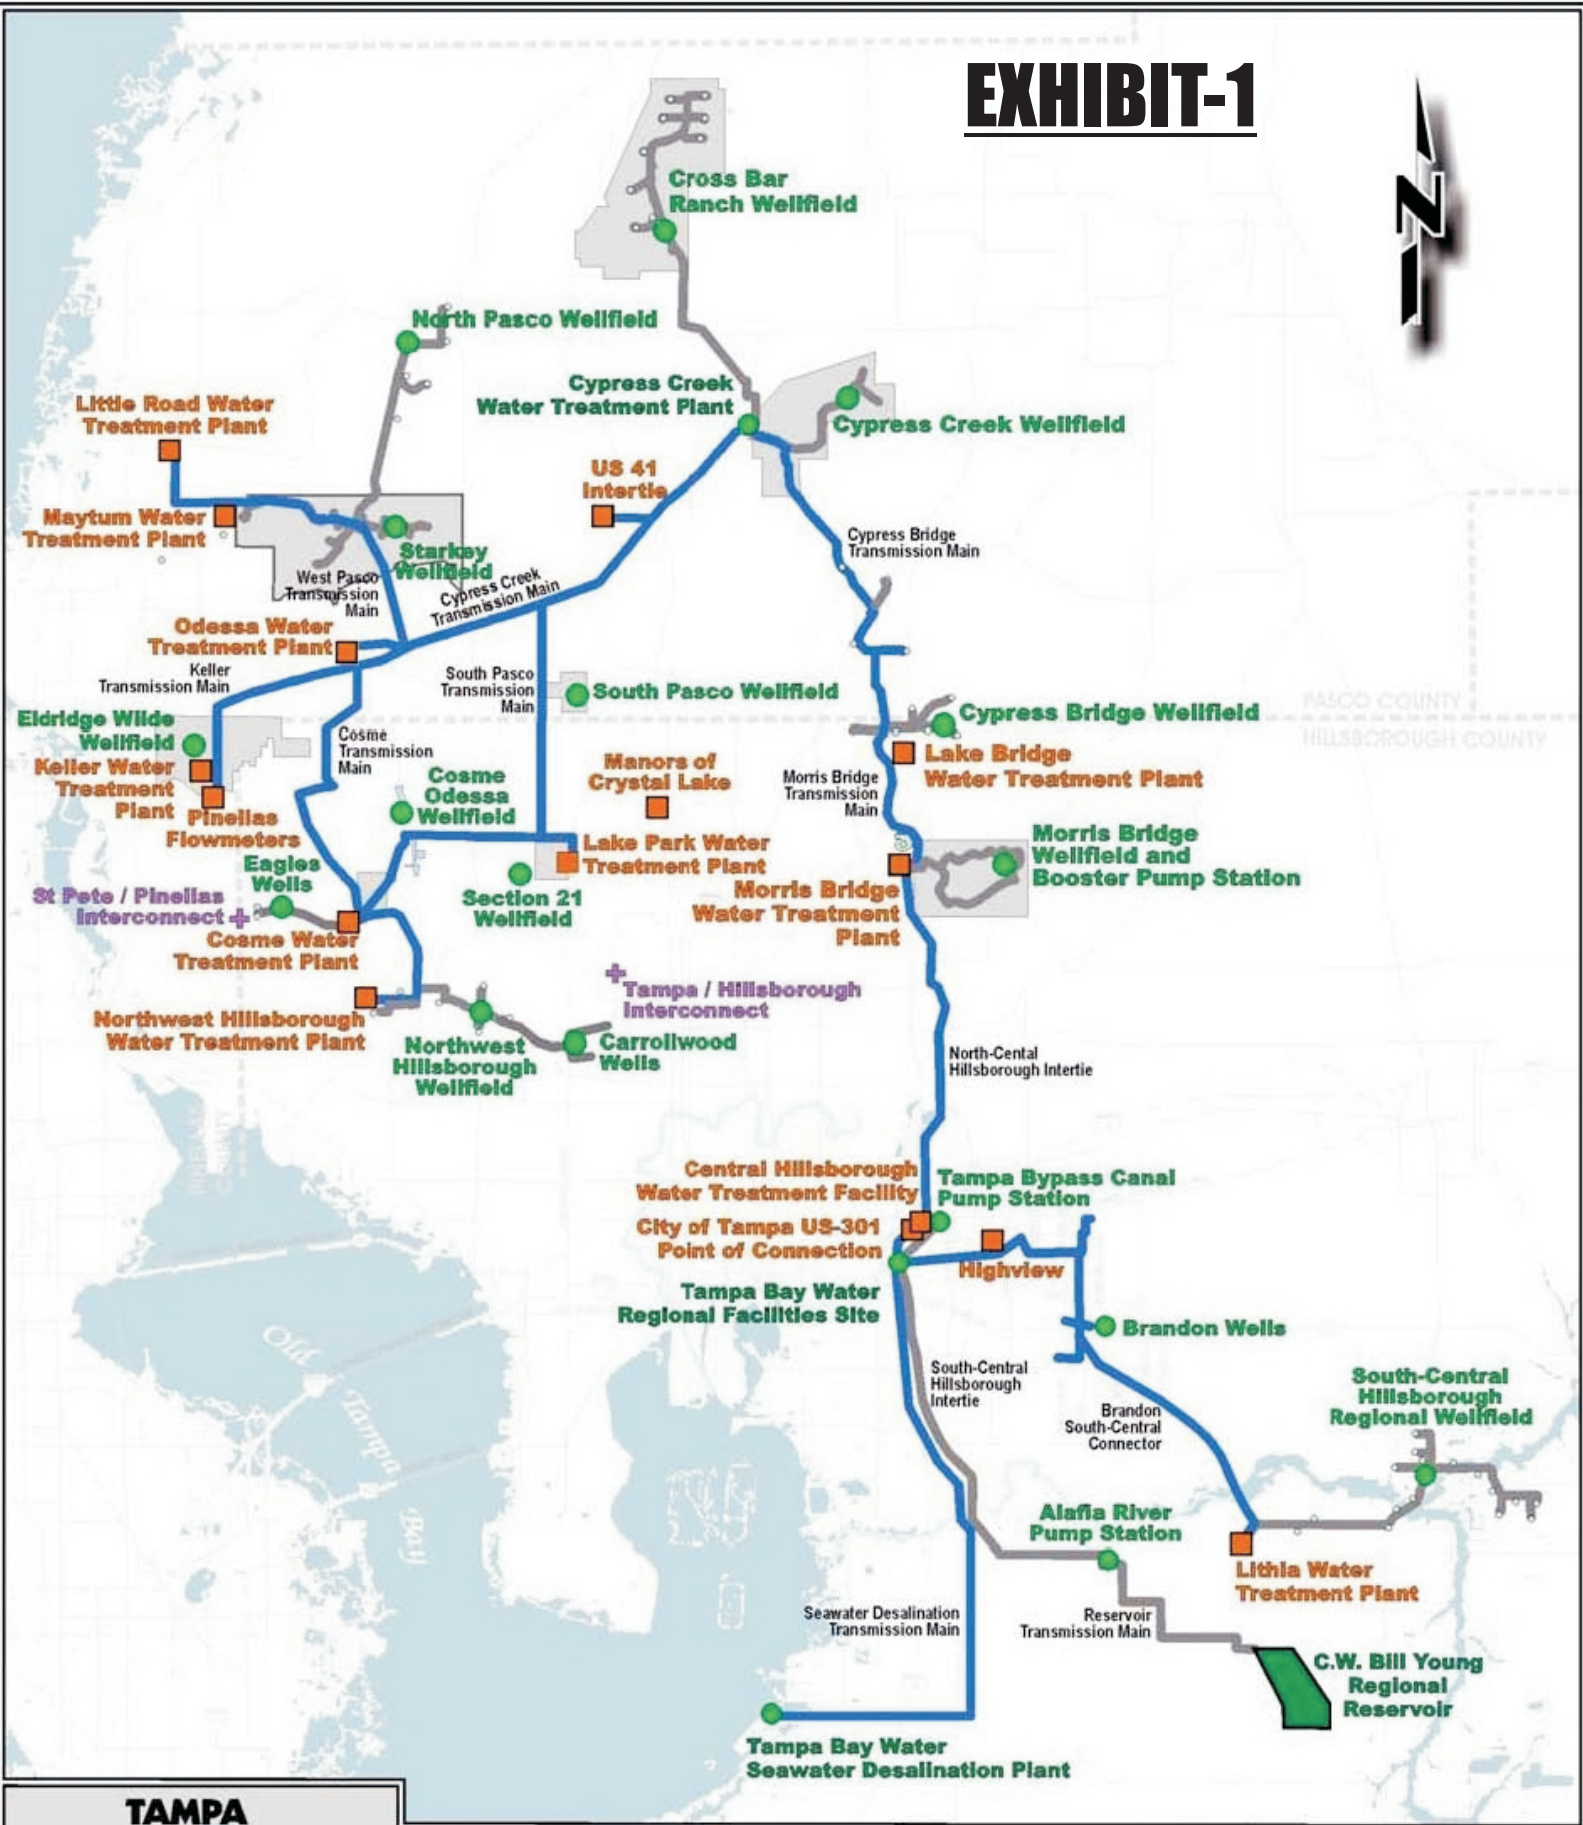 EXHIBIT-1
N
Cross Bar
Ranch Wellfield
North Pasco Wellfield
Cypress Creek
Water Treatment Plant
Cypress Creek Wellfield
Little Road Water
Treatment Plant
US 41
Intertie
Maytum Water
Treatment Plant
Starkey
Wellfield
Cypress Bridge
Transmission Main
West Pasco
Transmission
Main
Cypress Creek
Transmission Main
Odessa Water
Treatment Plant
Keller
Transmission Main
South Pasco
Transmission
Main
South Pasco Wellfield
PASCO COUNTY
HILLSBOROUGH COUNTY
Cypress Bridge Wellfield
Eldridge Wilde
Wellfield
Keller Water
Treatment
Plant
Pinellas
Flowmeters
Cosme
Transmission
Main
Cosme
Odessa
Wellfield
Manors of
Crystal Lake
Lake Bridge
Water Treatment Plant
Morris Bridge
Transmission
Main
Lake Park Water
Treatment Plant
Morris Bridge
Wellfield and
Booster Pump Station
Eagles
Wells
St Pete / Pinellas
Interconnect
Section 21
Wellfield
Morris Bridge
Water Treatment
Plant
Cosme Water
Treatment Plant
Tampa / Hillsborough
Interconnect
Northwest Hillsborough
Water Treatment Plant
Northwest
Hillsborough
Wellfield
Carrollwood
Wells
North-Cental
Hillsborough Intertie
Central Hillsborough
Water Treatment Facility
Tampa Bypass Canal
Pump Station
City of Tampa US-301
Point of Connection
Highview
Tampa Bay Water
Regional Facilities Site
Brandon Wells
Old
Tampa
Bay
South-Central
Hillsborough
Intertie
Brandon
South-Central
Connector
South-Central
Hillsborough
Regional Wellfield
Alafia River
Pump Station
Lithia Water
Treatment Plant
Seawater Desalination
Transmission Main
Reservoir
Transmission Main
C.W. Bill Young
Regional
Reservoir
Tampa Bay Water
Seawater Desalination Plant
TAMPA